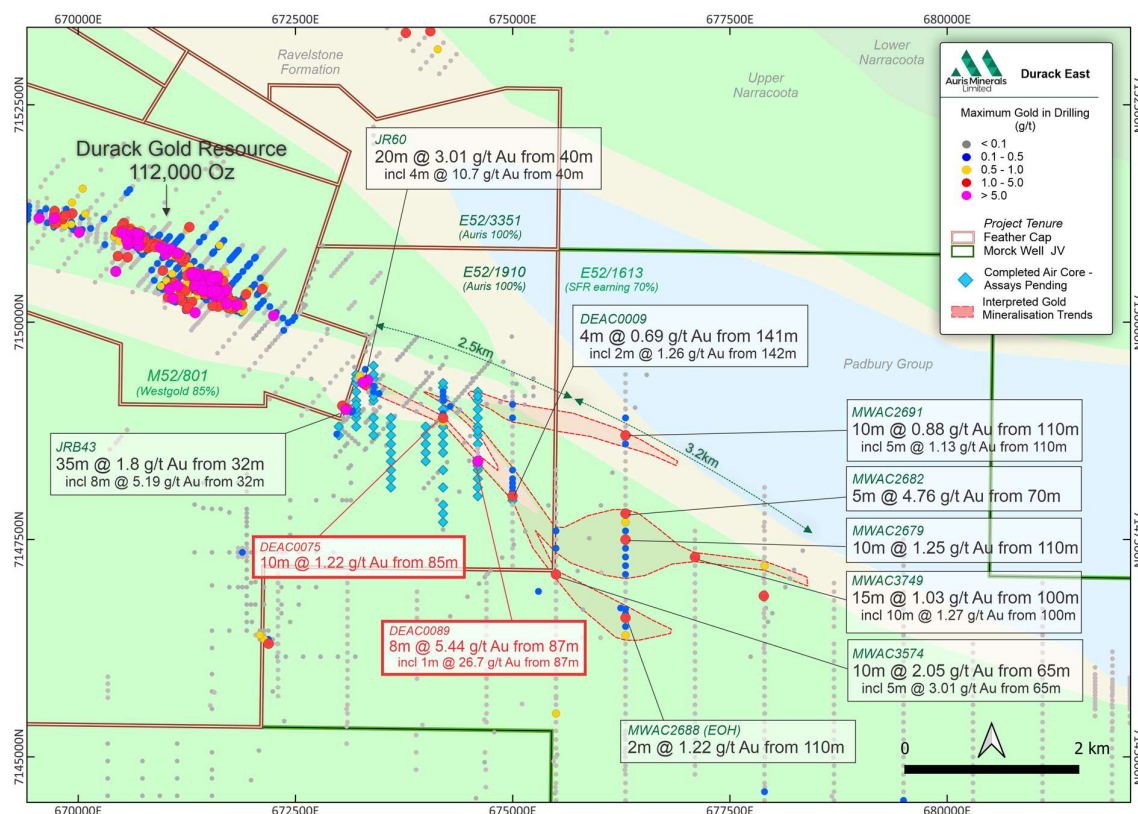 670000E
672500E
675000E
677500E
680000E
Ravelstone
Formation
Lower
Narracoota
Upper
Narracoota
Auris Minerals
Limited
Durack East
Maximum Gold in Drilling
(g/t)
< 0.1
0.1 - 0.5
0.5 - 1.0
1.0 - 5.0
> 5.0
Project Tenure
Feather Cap
Morck Well JV
Completed Air Core -
Assays Pending
Interpreted Gold
Mineralisation Trends
7152500N
7152500N
Durack Gold Resource
112,000 Oz
JR60
20m @ 3.01 g/t Au from 40m
incl 4m @ 10.7 g/t Au from 40m
E52/3351
(Auris 100%)
E52/1910
(Auris 100%)
E52/1613
(SFR earning 70%)
7150000N
7150000N
DEAC0009
4m @ 0.69 g/t Au from 141m
incl 2m @ 1.26 g/t Au from 142m
2.5km
Padbury Group
M52/801
(Westgold 85%)
MWAC2691
10m @ 0.88 g/t Au from 110m
incl 5m @ 1.13 g/t Au from 110m
JRB43
35m @ 1.8 g/t Au from 32m
incl 8m @ 5.19 g/t Au from 32m
3.2km
MWAC2682
5m @ 4.76 g/t Au from 70m
7147500N
7147500N
MWAC2679
10m @ 1.25 g/t Au from 110m
DEAC0075
10m @ 1.22 g/t Au from 85m
MWAC3749
15m @ 1.03 g/t Au from 100m
incl 10m @ 1.27 g/t Au from 100m
DEAC0089
8m @ 5.44 g/t Au from 87m
incl 1m @ 26.7 g/t Au from 87m
MWAC3574
10m @ 2.05 g/t Au from 65m
incl 5m @ 3.01 g/t Au from 65m
MWAC2688 (EOH)
2m @ 1.22 g/t Au from 110m
7145000N
7145000N
0
2 km
670000E
672500E
675000E
677500E
680000E